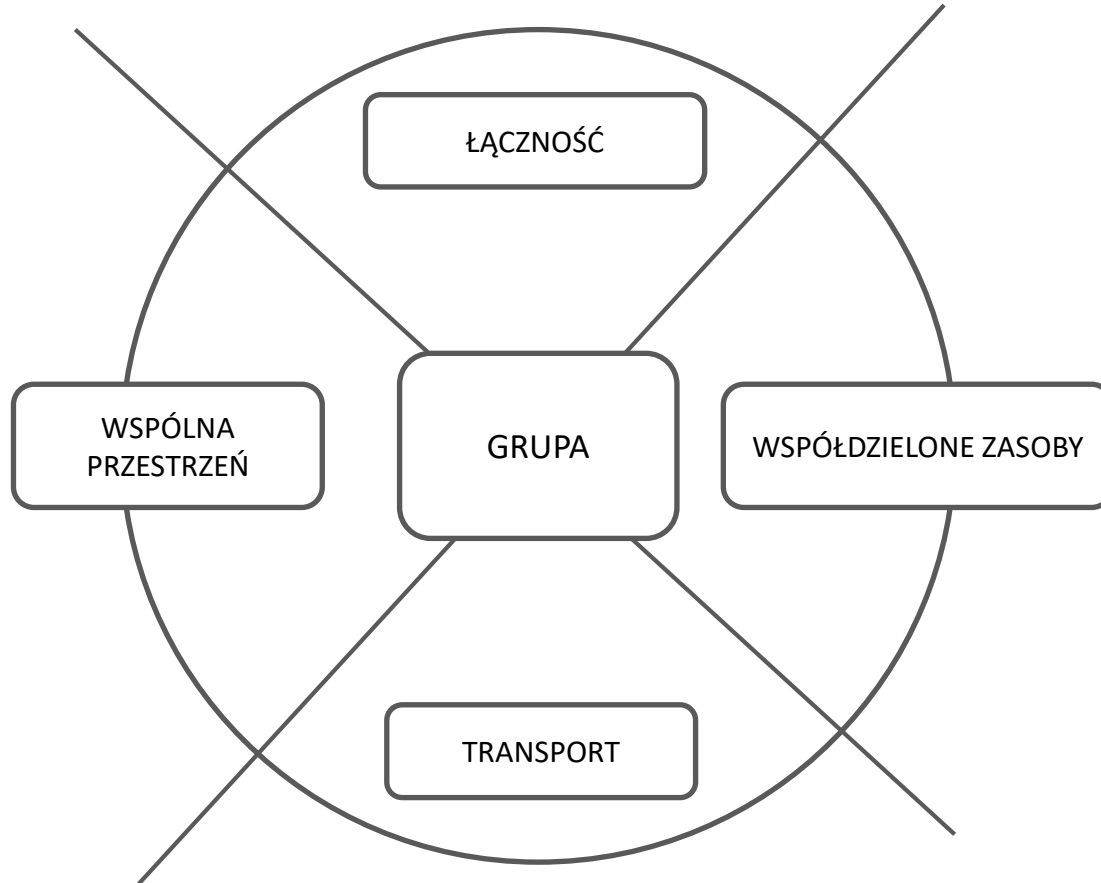 ŁĄCZNOŚĆ
WSPÓLNA
PRZESTRZEŃ
GRUPA
WSPÓŁDZIELONE ZASOBY
TRANSPORT